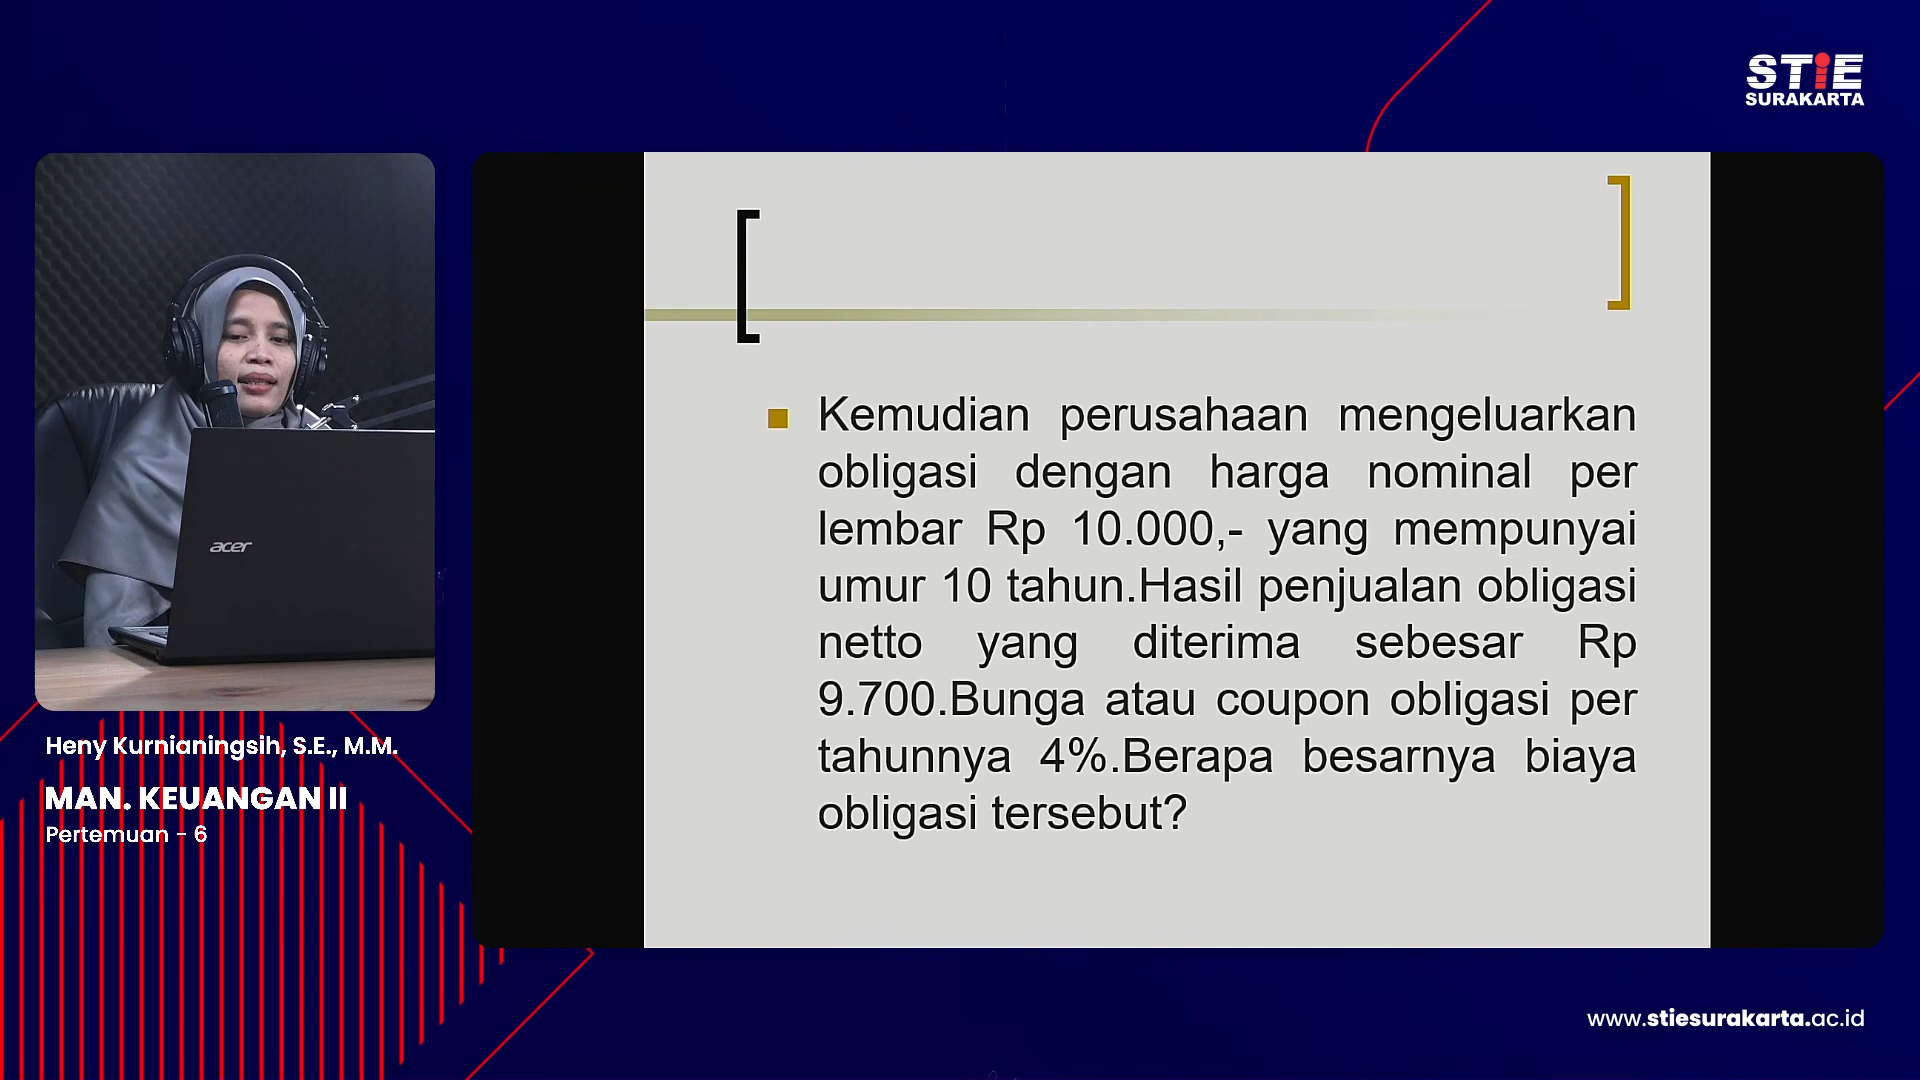 STiE
SURAKARTA
Kemudian perusahaan mengeluarkan
obligasi dengan harga nominal per
lembar Rp 10.000,- yang mempunyai
umur 10 tahun.Hasil penjualan obligasi
netto yang diterima sebesar Rp
9.700.Bunga atau coupon obligasi per
tahunnya 4%.Berapa besarnya biaya
obligasi tersebut?
acer
Heny Kurnianingsih, S.E., M.M.
MAN. KEUANGAN II
Pertemuan - 6
www.stiesurakarta.ac.id